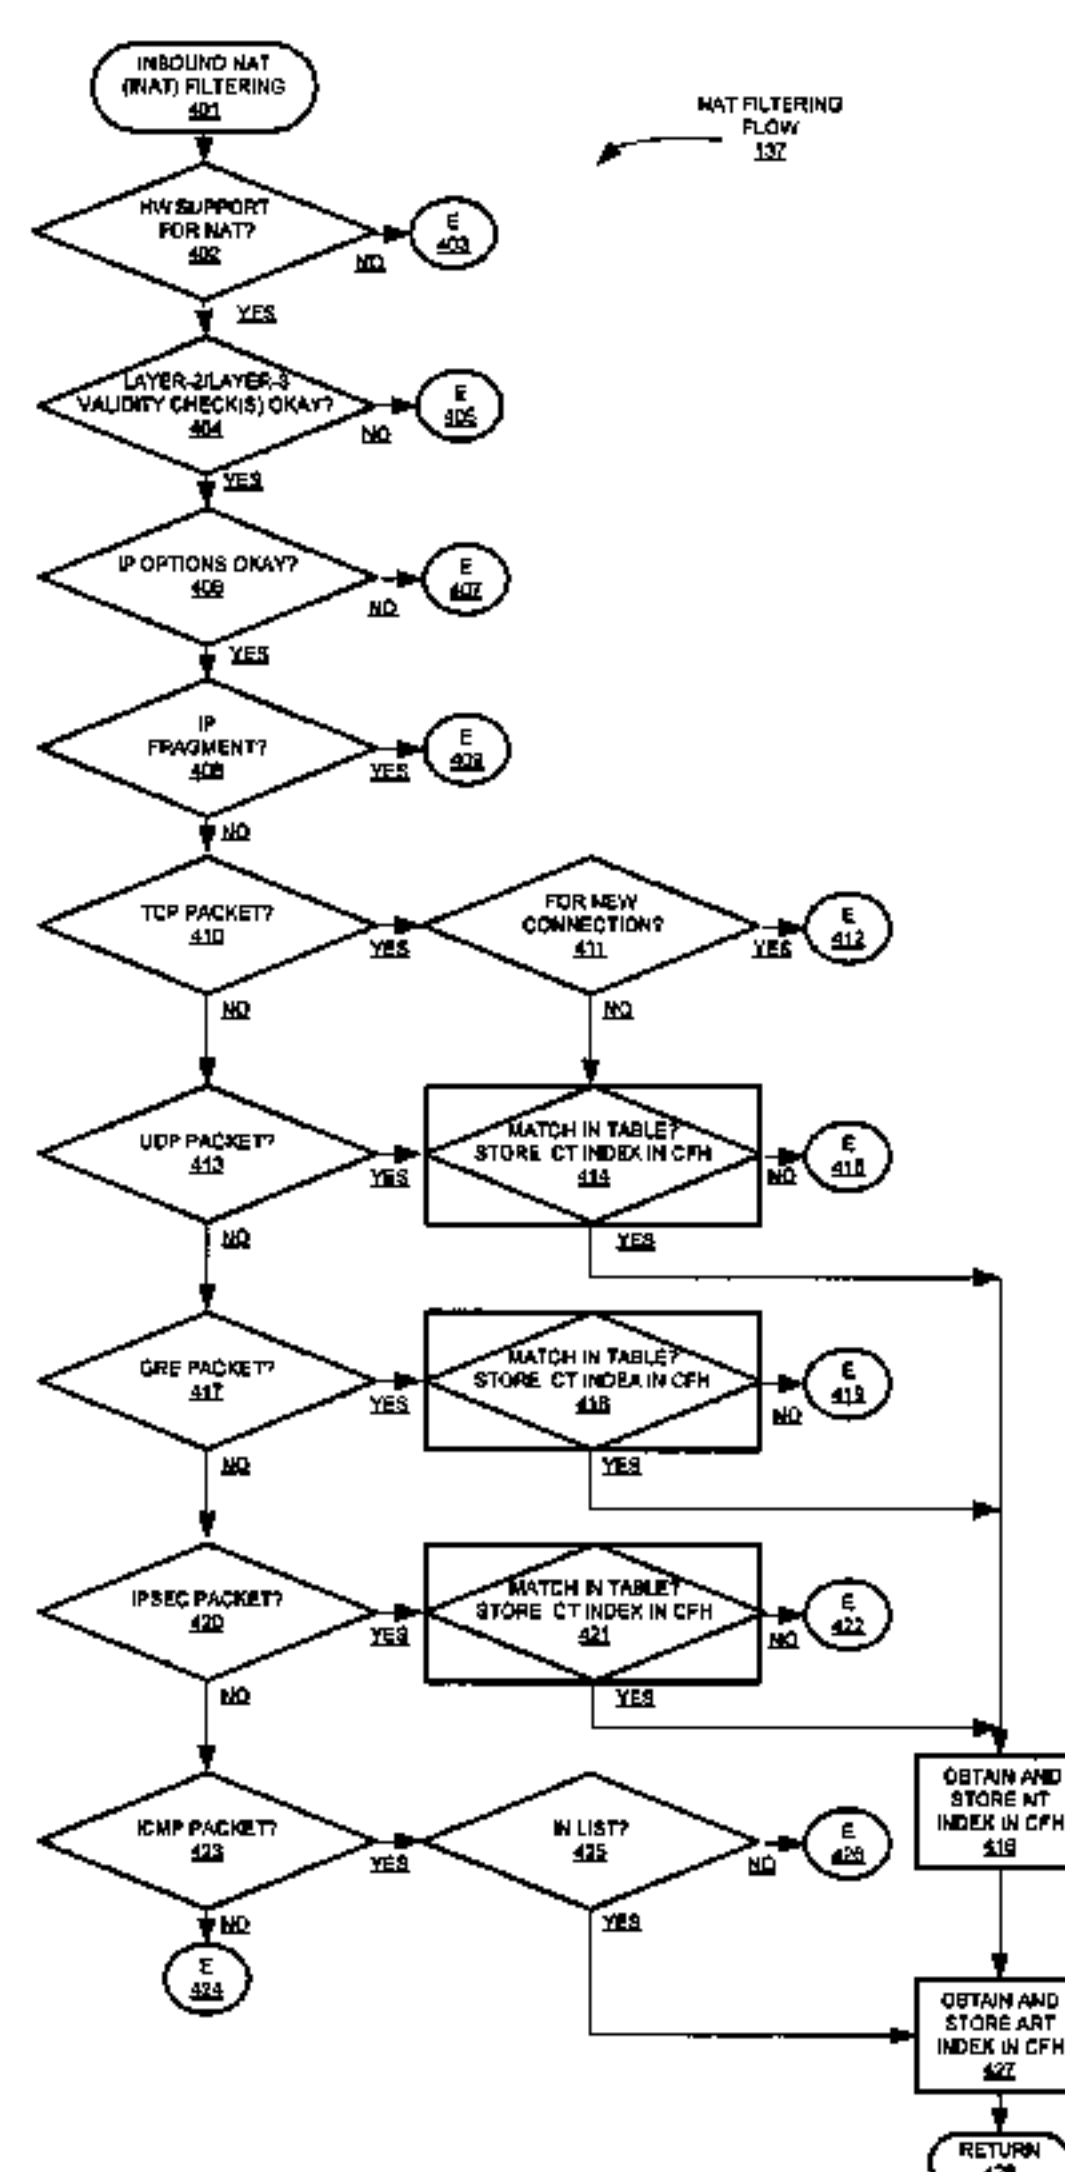 INBOUND NAT
(INAT) FILTERING
401
NAT FILTERING
FLOW
137
HW SUPPORT
FOR NAT?
402
NO
E
403
YES
LAYER-2/LAYER-3
VALIDITY CHECK(S) OKAY?
404
NO
E
405
YES
IP OPTIONS OKAY?
406
NO
E
407
YES
IP
FRAGMENT?
408
YES
E
409
NO
TCP PACKET?
410
YES
FOR NEW
CONNECTION?
411
YES
E
412
NO
NO
UDP PACKET?
413
YES
MATCH IN TABLE?
STORE CT INDEX IN CFH
414
NO
E
415
NO
YES
GRE PACKET?
417
YES
MATCH IN TABLE?
STORE CT INDEX IN CFH
418
NO
E
419
NO
YES
IPSEC PACKET?
420
YES
MATCH IN TABLE?
STORE CT INDEX IN CFH
421
NO
E
422
NO
YES
OBTAIN AND
STORE NT
INDEX IN CFH
416
ICMP PACKET?
423
YES
IN LIST?
425
NO
E
426
NO
YES
E
424
OBTAIN AND
STORE ART
INDEX IN CFH
427
RETURN